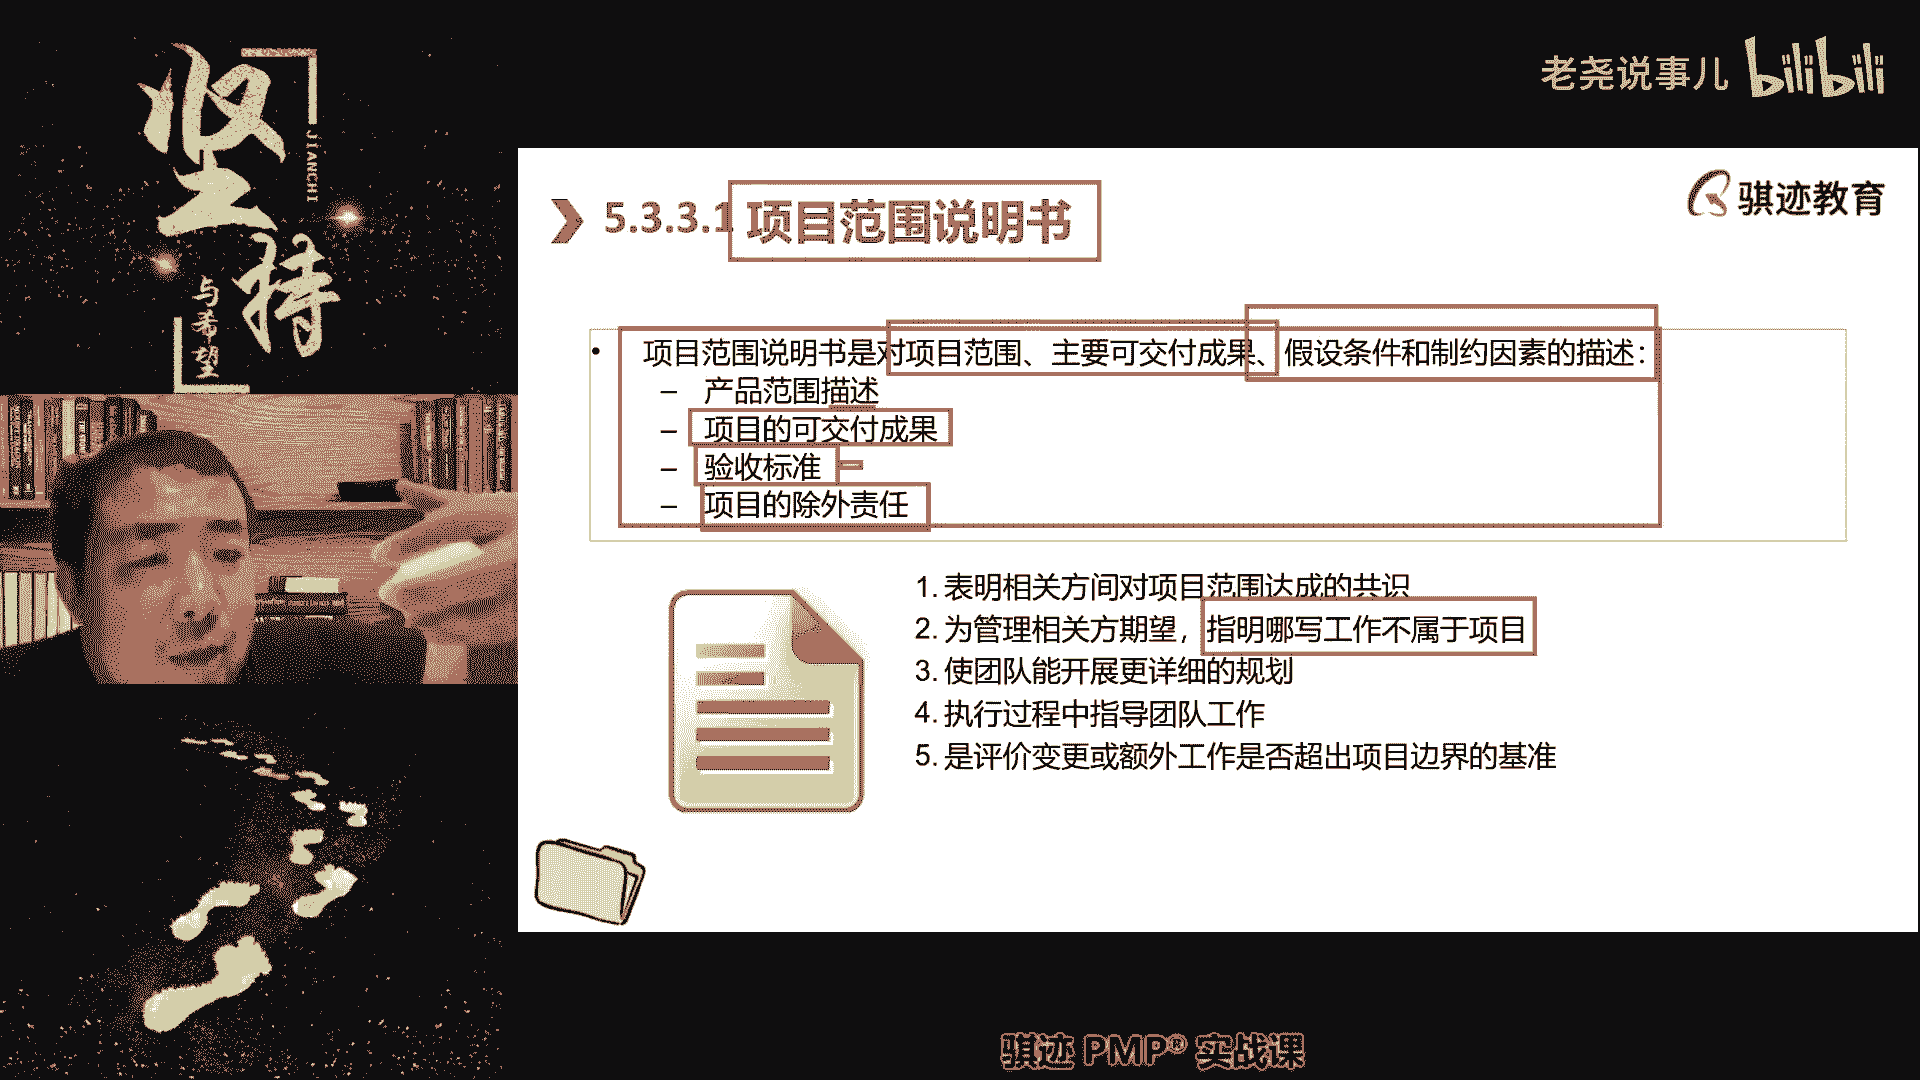 坚
JIANCHI
持
与希望
老尧说事儿 bilibili
骐迹教育
5.3.3.1 项目范围说明书
• 项目范围说明书是对项目范围、主要可交付成果、假设条件和制约因素的描述：
– 产品范围描述
– 项目的可交付成果
– 验收标准
– 项目的除外责任
1. 表明相关方间对项目范围达成的共识
2. 为管理相关方期望，指明哪写工作不属于项目
3. 使团队能开展更详细的规划
4. 执行过程中指导团队工作
5. 是评价变更或额外工作是否超出项目边界的基准
骐迹 PMP® 实战课